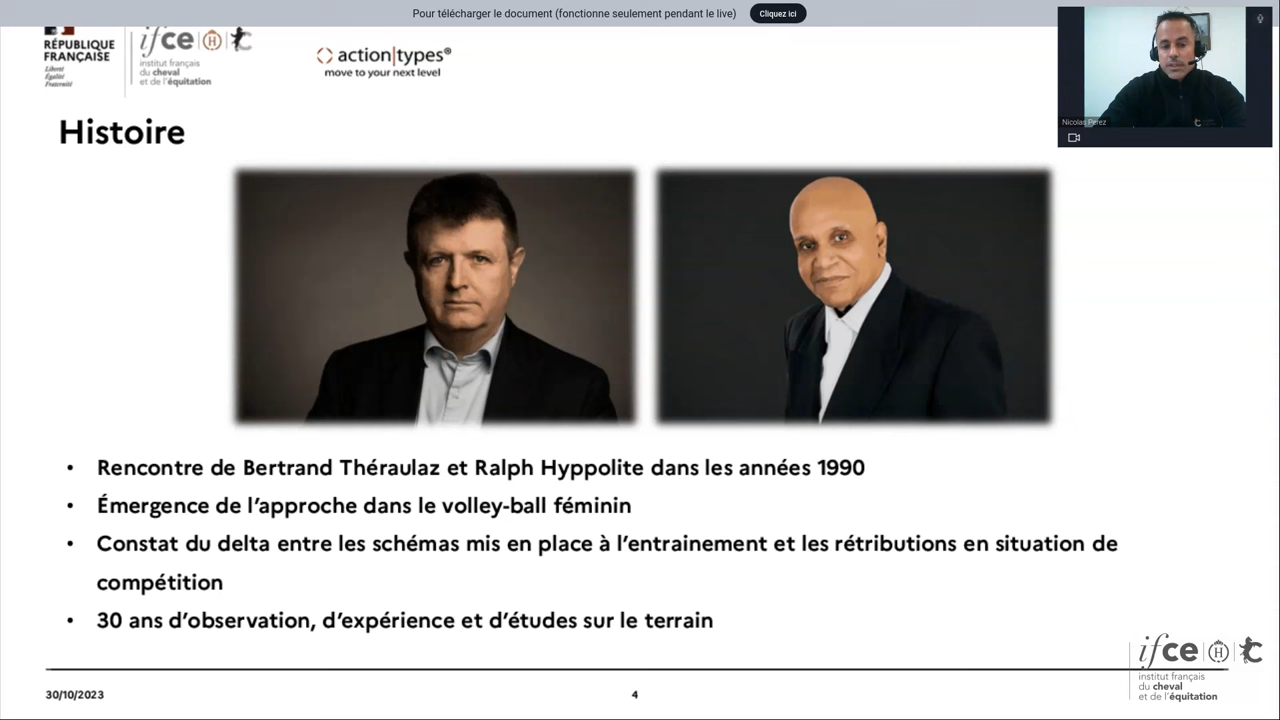 Pour télécharger le document (fonctionne seulement pendant le live)
Cliquez ici
RÉPUBLIQUE
FRANÇAISE
Liberté
Égalité
Fraternité
ifce
institut français
du cheval
et de l'équitation
action|types®
move to your next level
Nicolas Perez
Histoire
• Rencontre de Bertrand Théraulaz et Ralph Hyppolite dans les années 1990
• Émergence de l'approche dans le volley-ball féminin
• Constat du delta entre les schémas mis en place à l'entrainement et les rétributions en situation de
compétition
• 30 ans d'observation, d'expérience et d'études sur le terrain
ifce H
institut français
du cheval
et de l'équitation
30/10/2023
4